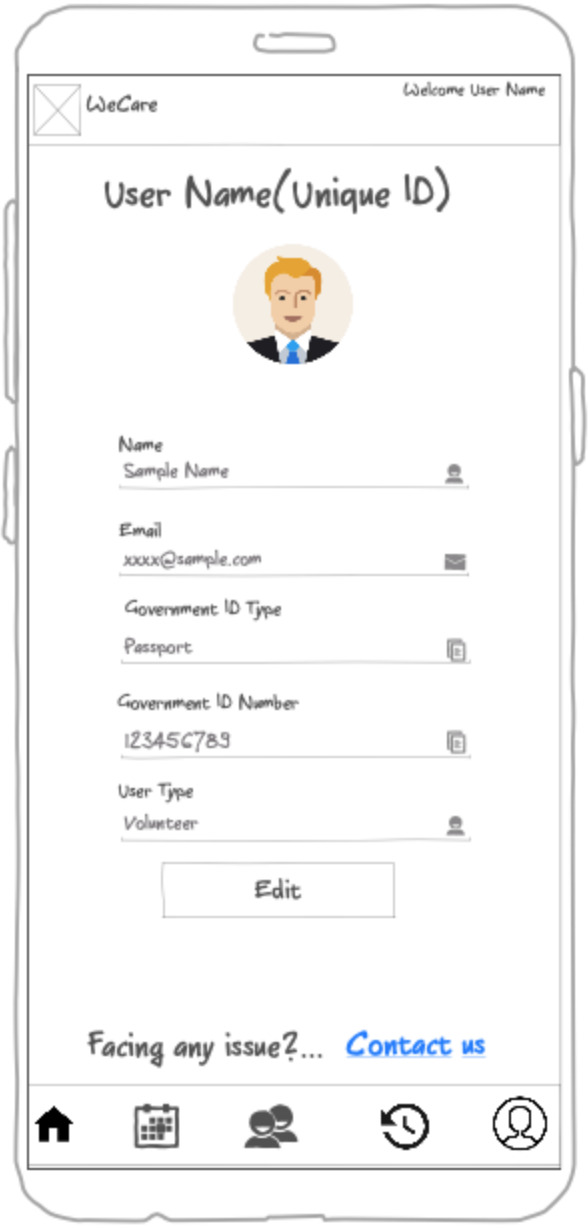 WeCare
Welcome User Name
User Name(Unique ID)
Name
Sample Name
Email
xxxx@sample.com
Government ID Type
Passport
Government ID Number
123456789
User Type
Volunteer
Edit
Facing any issue?... Contact us